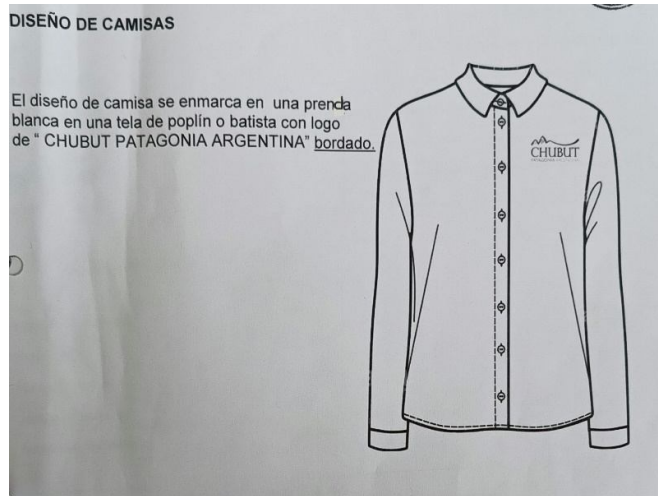 DISEÑO DE CAMISAS
El diseño de camisa se enmarca en una prenda
blanca en una tela de poplín o batista con logo
de “ CHUBUT PATAGONIA ARGENTINA” bordado.
CHUBUT